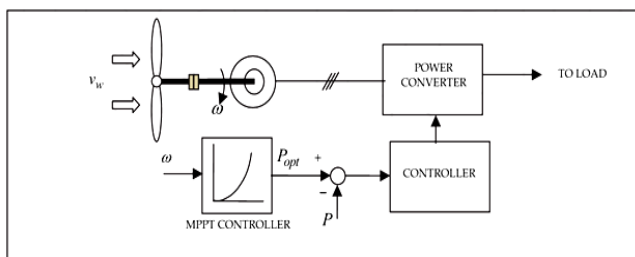 POWER
CONVERTER
TO LOAD
v_w
ω
ω
P_opt
+
−
P
MPPT CONTROLLER
CONTROLLER